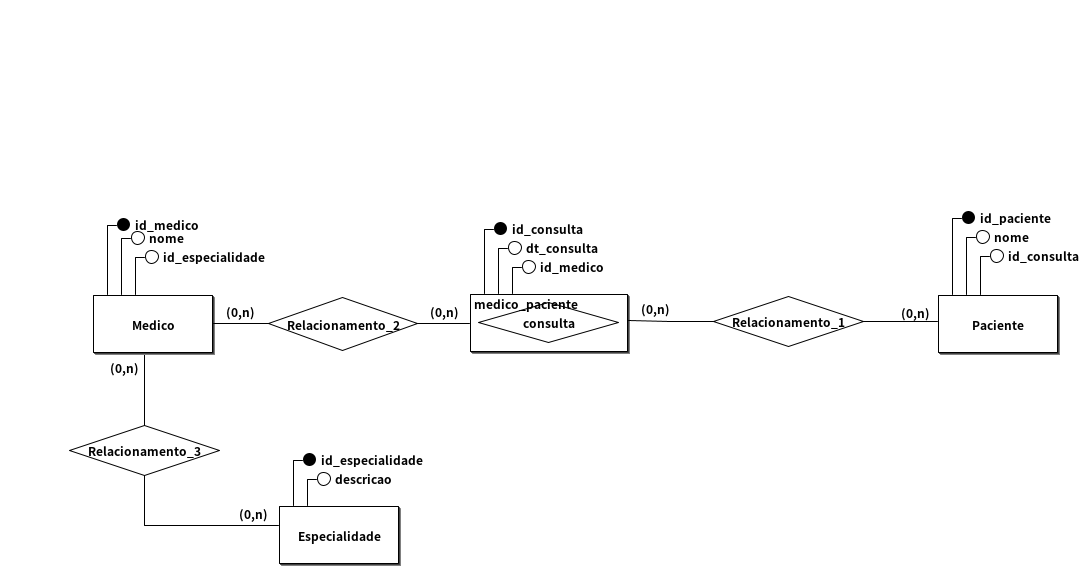 id_medico
nome
id_especialidade
Medico
(0,n)
Relacionamento_2
(0,n)
id_consulta
dt_consulta
id_medico
medico_paciente
consulta
(0,n)
Relacionamento_1
(0,n)
id_paciente
nome
id_consulta
Paciente
(0,n)
Relacionamento_3
(0,n)
id_especialidade
descricao
Especialidade